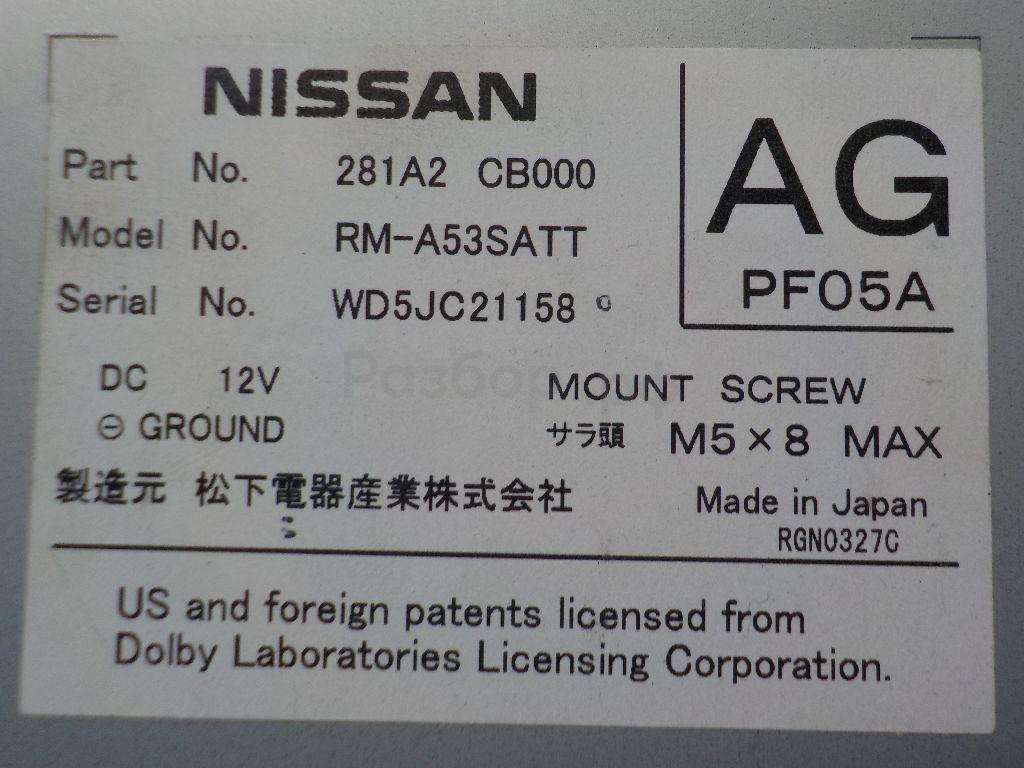 NISSAN
Part No. 281A2 CB000
Model No. RM-A53SATT
Serial No. WD5JC21158
AG
PF05A
DC 12V
⊖ GROUND
MOUNT SCREW
サラ頭 M5×8 MAX
製造元 松下電器産業株式会社
Made in Japan
RGN0327C
US and foreign patents licensed from
Dolby Laboratories Licensing Corporation.